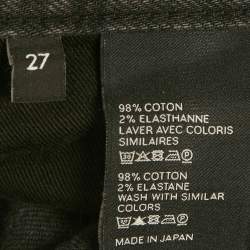 27
98% COTON
2% ELASTHANNE
LAVER AVEC COLORIS
SIMILAIRES
98% COTTON
2% ELASTANE
WASH WITH SIMILAR
COLORS
MADE IN JAPAN